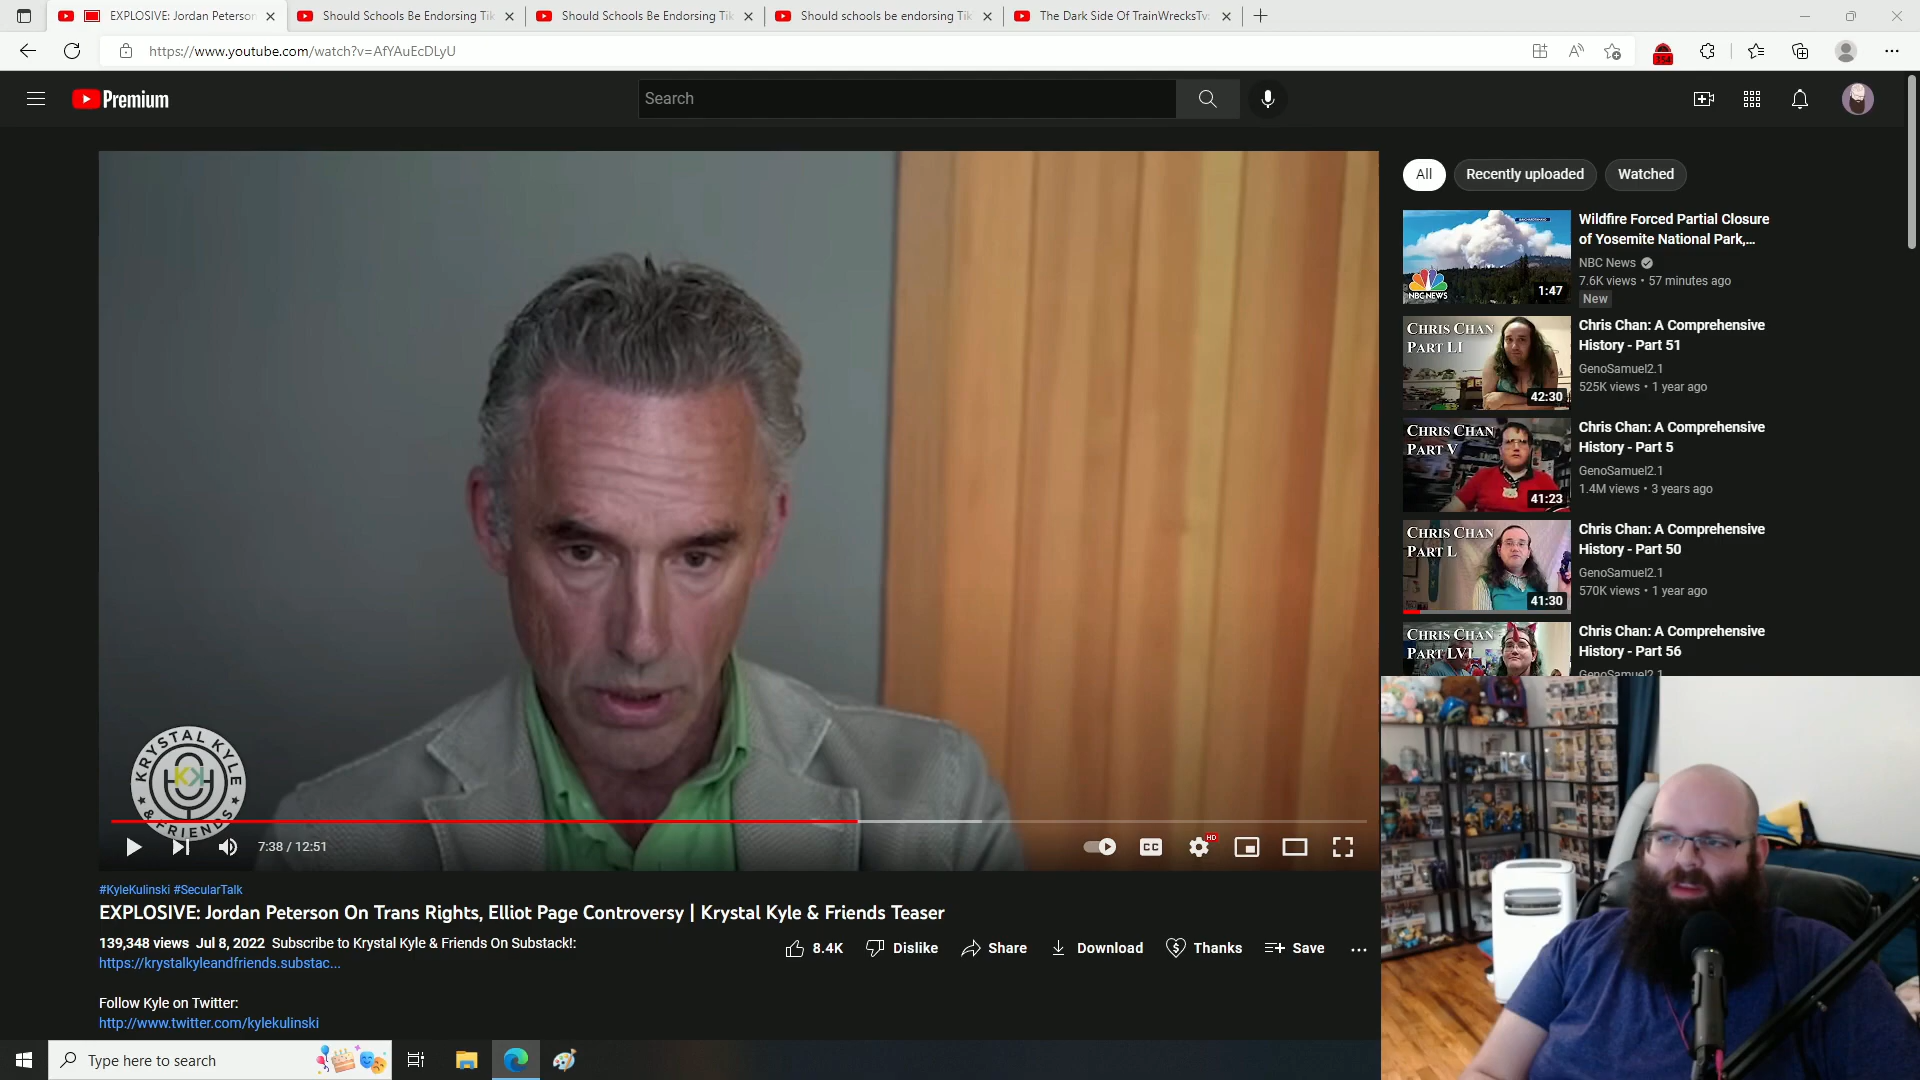 EXPLOSIVE: Jordan Peterson
Should Schools Be Endorsing Tik
Should Schools Be Endorsing Tik
Should schools be endorsing Tik
The Dark Side Of TrainWrecksTv:
https://www.youtube.com/watch?v=AfYAuEcDLyU
154
Premium
Search
All
Recently uploaded
Watched
Wildfire Forced Partial Closure
of Yosemite National Park,...
NBC News
7.6K views • 57 minutes ago
New
NBC NEWS
1:47
CHRIS CHAN
PART LI
42:30
Chris Chan: A Comprehensive
History - Part 51
GenoSamuel2.1
525K views • 1 year ago
CHRIS CHAN
PART V
41:23
Chris Chan: A Comprehensive
History - Part 5
GenoSamuel2.1
1.4M views • 3 years ago
CHRIS CHAN
PART L
41:30
Chris Chan: A Comprehensive
History - Part 50
GenoSamuel2.1
570K views • 1 year ago
CHRIS CHAN
PART LVI
Chris Chan: A Comprehensive
History - Part 56
GenoSamuel2.1
KRYSTAL KYLE
KK
& FRIENDS
7:38 / 12:51
CC
HD
#KyleKulinski #SecularTalk
EXPLOSIVE: Jordan Peterson On Trans Rights, Elliot Page Controversy | Krystal Kyle & Friends Teaser
139,348 views Jul 8, 2022 Subscribe to Krystal Kyle & Friends On Substack!:
https://krystalkyleandfriends.substac...
8.4K
Dislike
Share
Download
Thanks
Save
Follow Kyle on Twitter:
http://www.twitter.com/kylekulinski
Type here to search